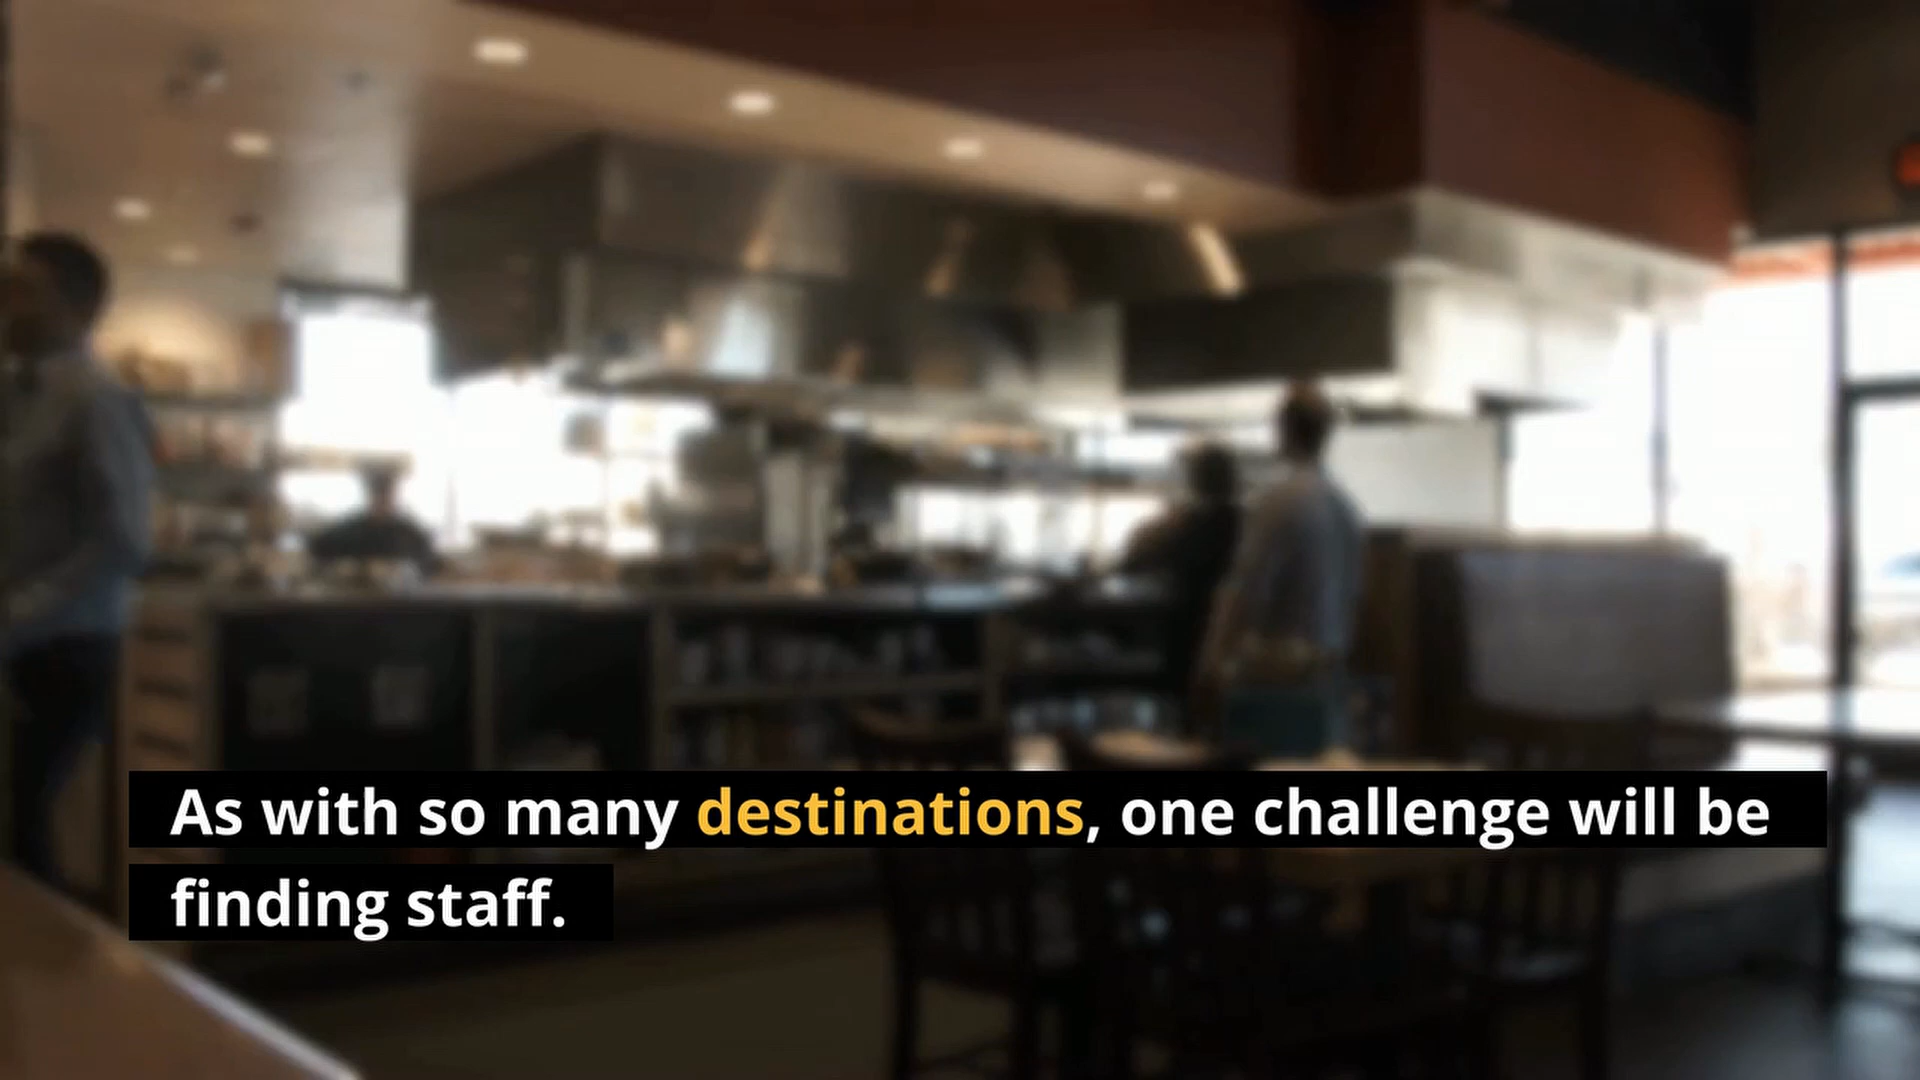 As with so many destinations, one challenge will be
finding staff.